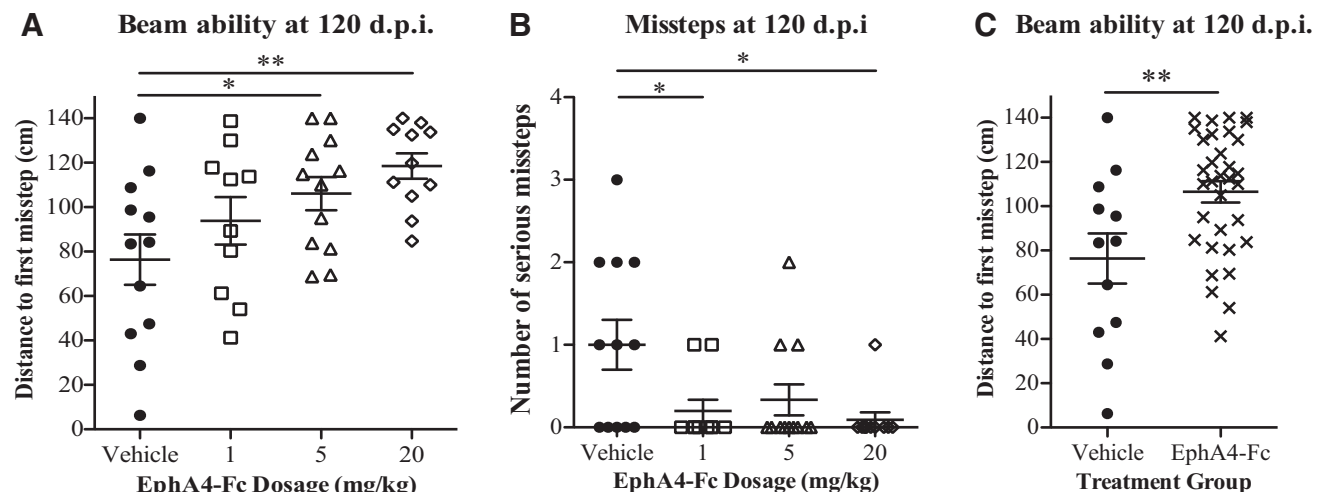 A Beam ability at 120 d.p.i.
**
*
Distance to first misstep (cm)
140
120
100
80
60
40
20
0
Vehicle 1 5 20
EphA4-Fc Dosage (mg/kg)
B Missteps at 120 d.p.i
*
*
Number of serious missteps
4
3
2
1
0
Vehicle 1 5 20
EphA4-Fc Dosage (mg/kg)
C Beam ability at 120 d.p.i.
**
Distance to first misstep (cm)
140
120
100
80
60
40
20
0
Vehicle EphA4-Fc
Treatment Group